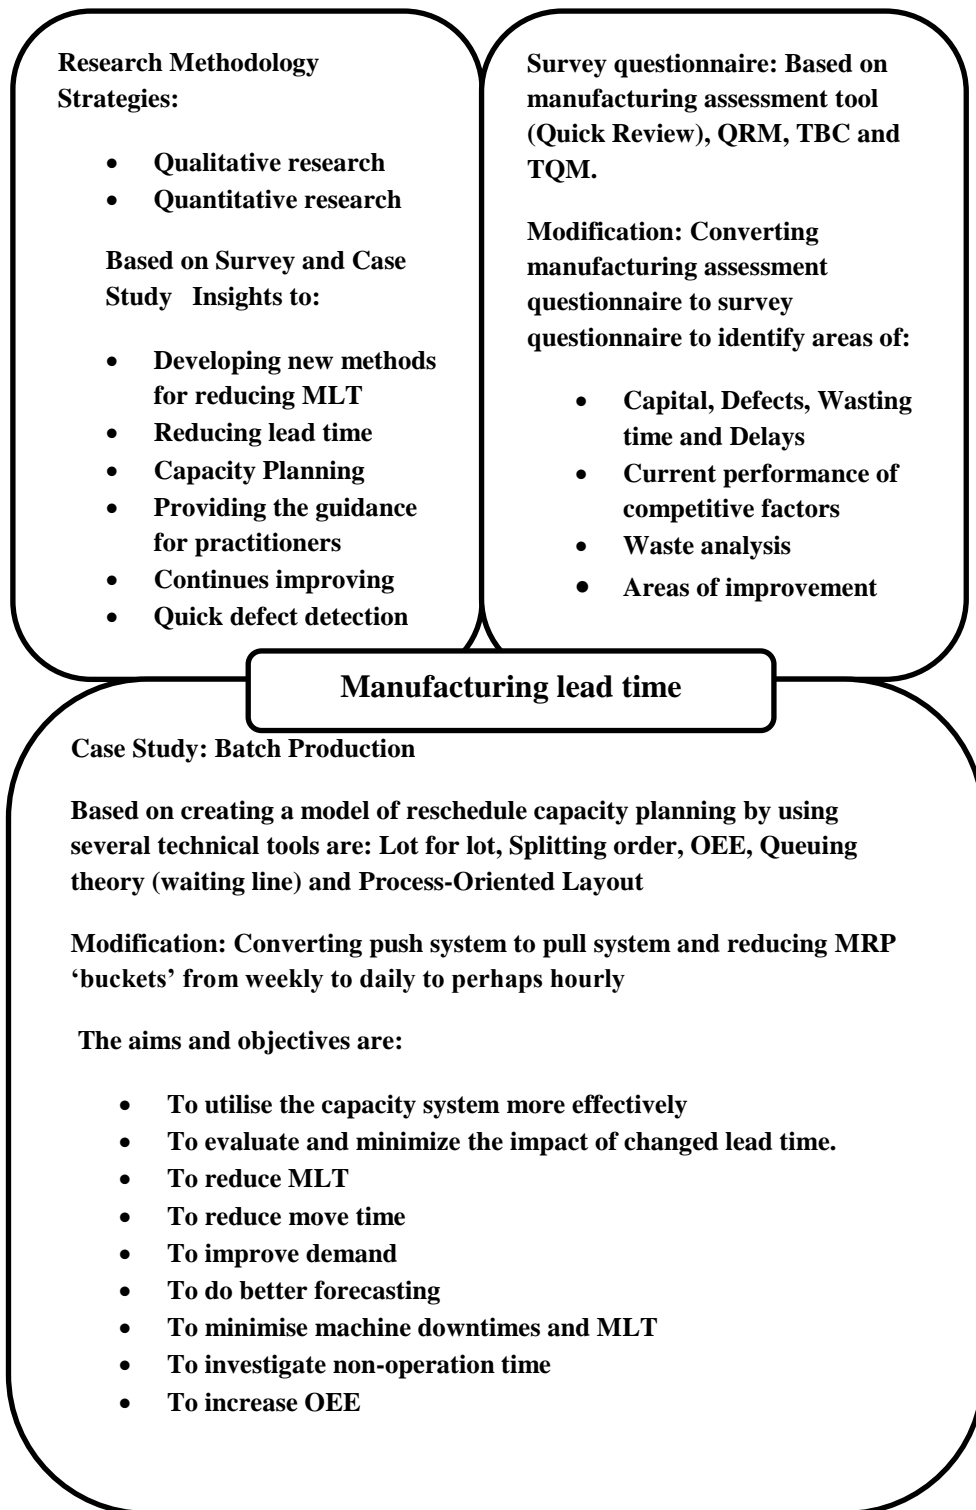 Research Methodology
Strategies:
• Qualitative research
• Quantitative research
Based on Survey and Case
Study Insights to:
• Developing new methods
for reducing MLT
• Reducing lead time
• Capacity Planning
• Providing the guidance
for practitioners
• Continues improving
• Quick defect detection
Survey questionnaire: Based on
manufacturing assessment tool
(Quick Review), QRM, TBC and
TQM.
Modification: Converting
manufacturing assessment
questionnaire to survey
questionnaire to identify areas of:
• Capital, Defects, Wasting
time and Delays
• Current performance of
competitive factors
• Waste analysis
• Areas of improvement
Manufacturing lead time
Case Study: Batch Production
Based on creating a model of reschedule capacity planning by using
several technical tools are: Lot for lot, Splitting order, OEE, Queuing
theory (waiting line) and Process-Oriented Layout
Modification: Converting push system to pull system and reducing MRP
‘buckets’ from weekly to daily to perhaps hourly
The aims and objectives are:
• To utilise the capacity system more effectively
• To evaluate and minimize the impact of changed lead time.
• To reduce MLT
• To reduce move time
• To improve demand
• To do better forecasting
• To minimise machine downtimes and MLT
• To investigate non-operation time
• To increase OEE